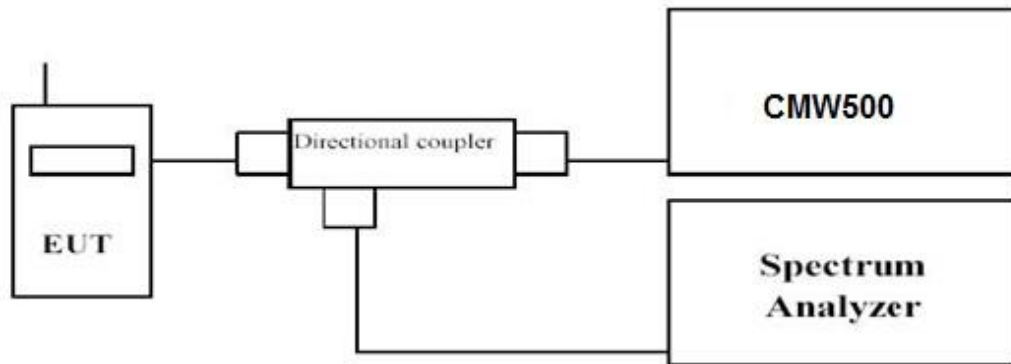 CMW500
Directional coupler
EUT
Spectrum
Analyzer